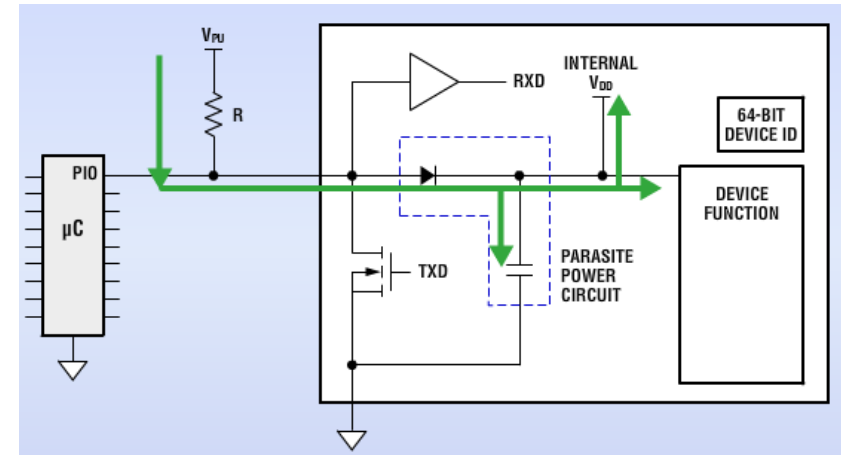 VPU
R
PIO
µC
RXD
INTERNAL
VDD
64-BIT
DEVICE ID
DEVICE
FUNCTION
TXD
PARASITE
POWER
CIRCUIT